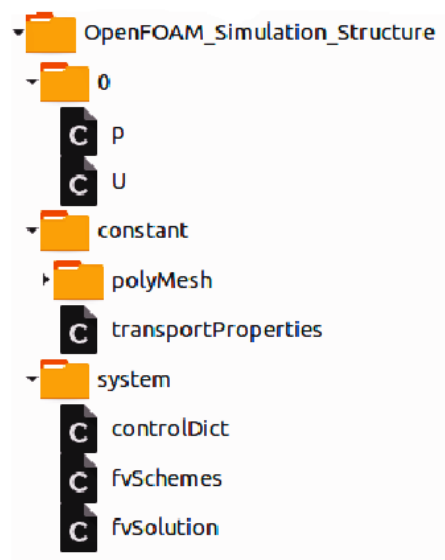 OpenFOAM_Simulation_Structure
0
C p
C U
constant
polyMesh
C transportProperties
system
C controlDict
C fvSchemes
C fvSolution